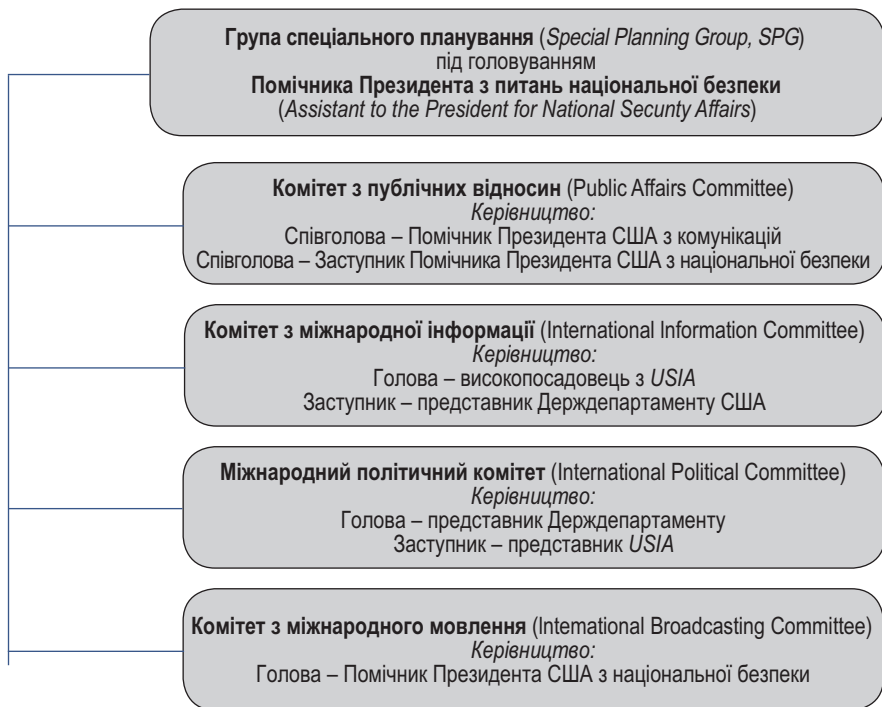 Група спеціального планування (Special Planning Group, SPG)
під головуванням
Помічника Президента з питань національної безпеки
(Assistant to the President for National Securty Affairs)
Комітет з публічних відносин (Public Affairs Committee)
Керівництво:
Співголова – Помічник Президента США з комунікацій
Співголова – Заступник Помічника Президента США з національної безпеки
Комітет з міжнародної інформації (International Information Committee)
Керівництво:
Голова – високопосадовець з USIA
Заступник – представник Держдепартаменту США
Міжнародний політичний комітет (International Political Committee)
Керівництво:
Голова – представник Держдепартаменту
Заступник – представник USIA
Комітет з міжнародного мовлення (International Broadcasting Committee)
Керівництво:
Голова – Помічник Президента США з національної безпеки